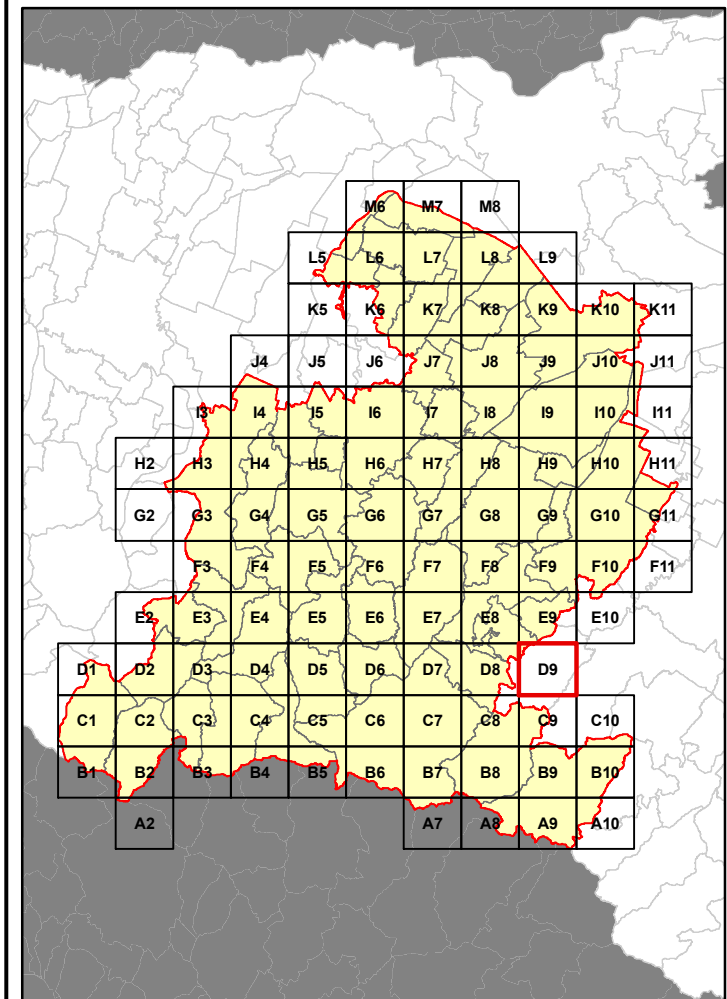 M6 M7 M8
L5 L6 L7 L8 L9
K5 K6 K7 K8 K9 K10 K11
J4 J5 J6 J7 J8 J9 J10 J11
I3 I4 I5 I6 I7 I8 I9 I10 I11
H2 H3 H4 H5 H6 H7 H8 H9 H10 H11
G2 G3 G4 G5 G6 G7 G8 G9 G10 G11
F3 F4 F5 F6 F7 F8 F9 F10 F11
E2 E3 E4 E5 E6 E7 E8 E9 E10
D1 D2 D3 D4 D5 D6 D7 D8 D9
C1 C2 C3 C4 C5 C6 C7 C8 C9 C10
B1 B2 B3 B4 B5 B6 B7 B8 B9 B10
A2 A7 A8 A9 A10